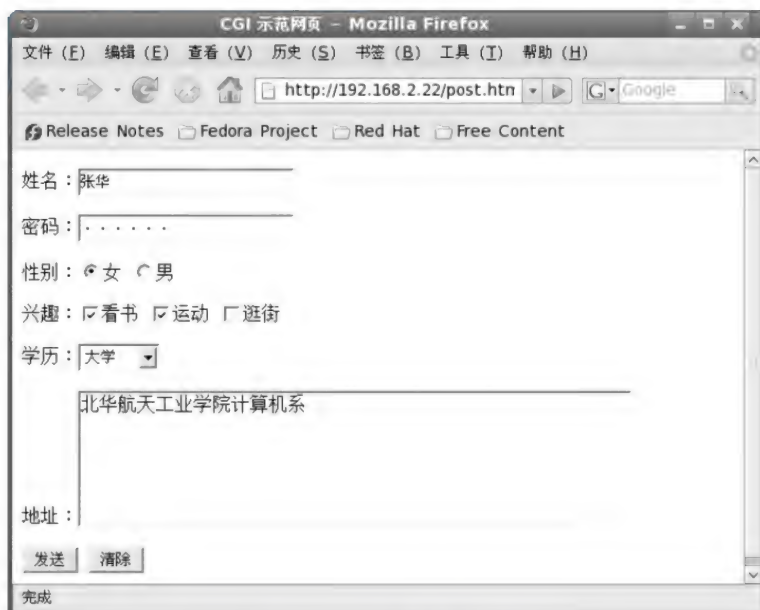 CGI 示范网页 - Mozilla Firefox
文件 (F) 编辑 (E) 查看 (V) 历史 (S) 书签 (B) 工具 (T) 帮助 (H)
http://192.168.2.22/post.htm G Google
Release Notes Fedora Project Red Hat Free Content
姓名：张华
密码：······
性别：女 男
兴趣：看书 运动 逛街
学历：大学
北华航天工业学院计算机系
地址：
发送 清除
完成